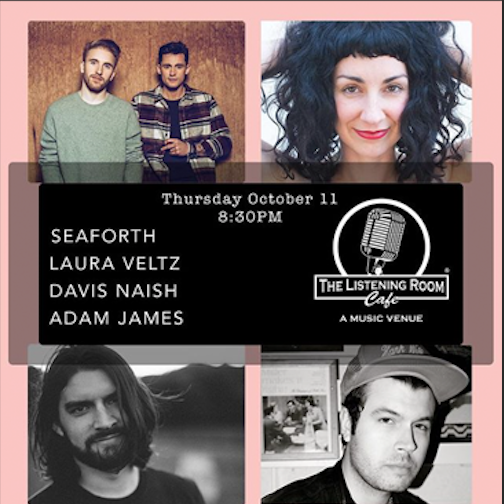 Thursday October 11
8:30PM
SEAFORTH
LAURA VELTZ
DAVIS NAISH
ADAM JAMES
THE LISTENING ROOM
®
Cafe
A MUSIC VENUE